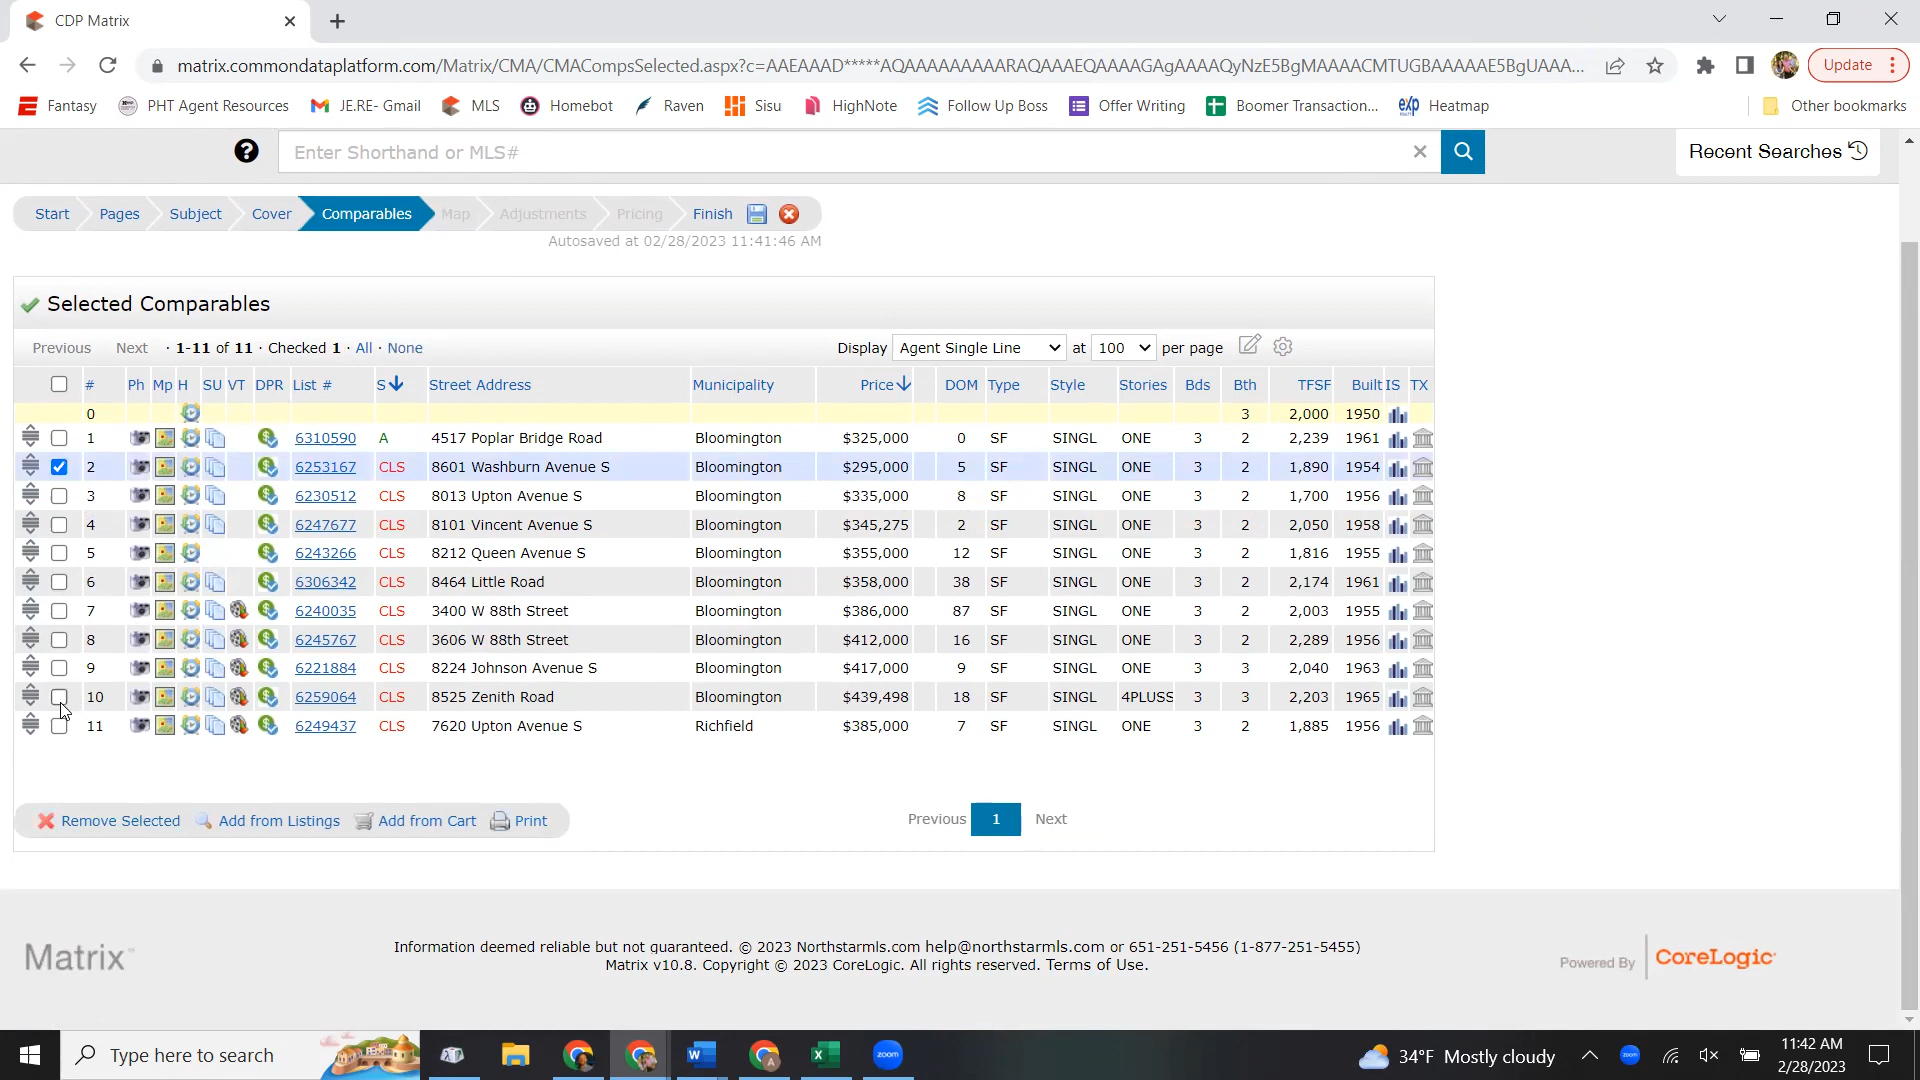 CDP Matrix
matrix.commondataplatform.com/Matrix/CMA/CMACompsSelected.aspx?c=AAEAAAD*****AQAAAAAAAAARAQAAAEQAAAAGAgAAAAQyNzE5BgMAAAACMTUGBAAAAAE5BgUAAA... Update
Fantasy PHT Agent Resources JE.RE- Gmail MLS Homebot Raven Sisu HighNote Follow Up Boss Offer Writing Boomer Transaction... exp REALTY Heatmap Other bookmarks
? Enter Shorthand or MLS# Recent Searches
Start Pages Subject Cover Comparables Map Adjustments Pricing Finish
Autosaved at 02/28/2023 11:41:46 AM
Selected Comparables
Previous Next · 1-11 of 11 · Checked 1 · All · None Display Agent Single Line at 100 per page
# Ph Mp H SU VT DPR List # S Street Address Municipality Price DOM Type Style Stories Bds Bth TFSF Built IS TX
0 3 2,000 1950
1 6310590 A 4517 Poplar Bridge Road Bloomington $325,000 0 SF SINGL ONE 3 2 2,239 1961
2 6253167 CLS 8601 Washburn Avenue S Bloomington $295,000 5 SF SINGL ONE 3 2 1,890 1954
3 6230512 CLS 8013 Upton Avenue S Bloomington $335,000 8 SF SINGL ONE 3 2 1,700 1956
4 6247677 CLS 8101 Vincent Avenue S Bloomington $345,275 2 SF SINGL ONE 3 2 2,050 1958
5 6243266 CLS 8212 Queen Avenue S Bloomington $355,000 12 SF SINGL ONE 3 2 1,816 1955
6 6306342 CLS 8464 Little Road Bloomington $358,000 38 SF SINGL ONE 3 2 2,174 1961
7 6240035 CLS 3400 W 88th Street Bloomington $386,000 87 SF SINGL ONE 3 2 2,003 1955
8 6245767 CLS 3606 W 88th Street Bloomington $412,000 16 SF SINGL ONE 3 2 2,289 1956
9 6221884 CLS 8224 Johnson Avenue S Bloomington $417,000 9 SF SINGL ONE 3 3 2,040 1963
10 6259064 CLS 8525 Zenith Road Bloomington $439,498 18 SF SINGL 4PLUSS 3 3 2,203 1965
11 6249437 CLS 7620 Upton Avenue S Richfield $385,000 7 SF SINGL ONE 3 2 1,885 1956
Remove Selected Add from Listings Add from Cart Print Previous 1 Next
Information deemed reliable but not guaranteed. © 2023 Northstarmls.com help@northstarmls.com or 651-251-5456 (1-877-251-5455)
Matrix™ Matrix v10.8. Copyright © 2023 CoreLogic. All rights reserved. Terms of Use. Powered By CoreLogic
Type here to search zoom zoom 34°F Mostly cloudy 11:42 AM
2/28/2023